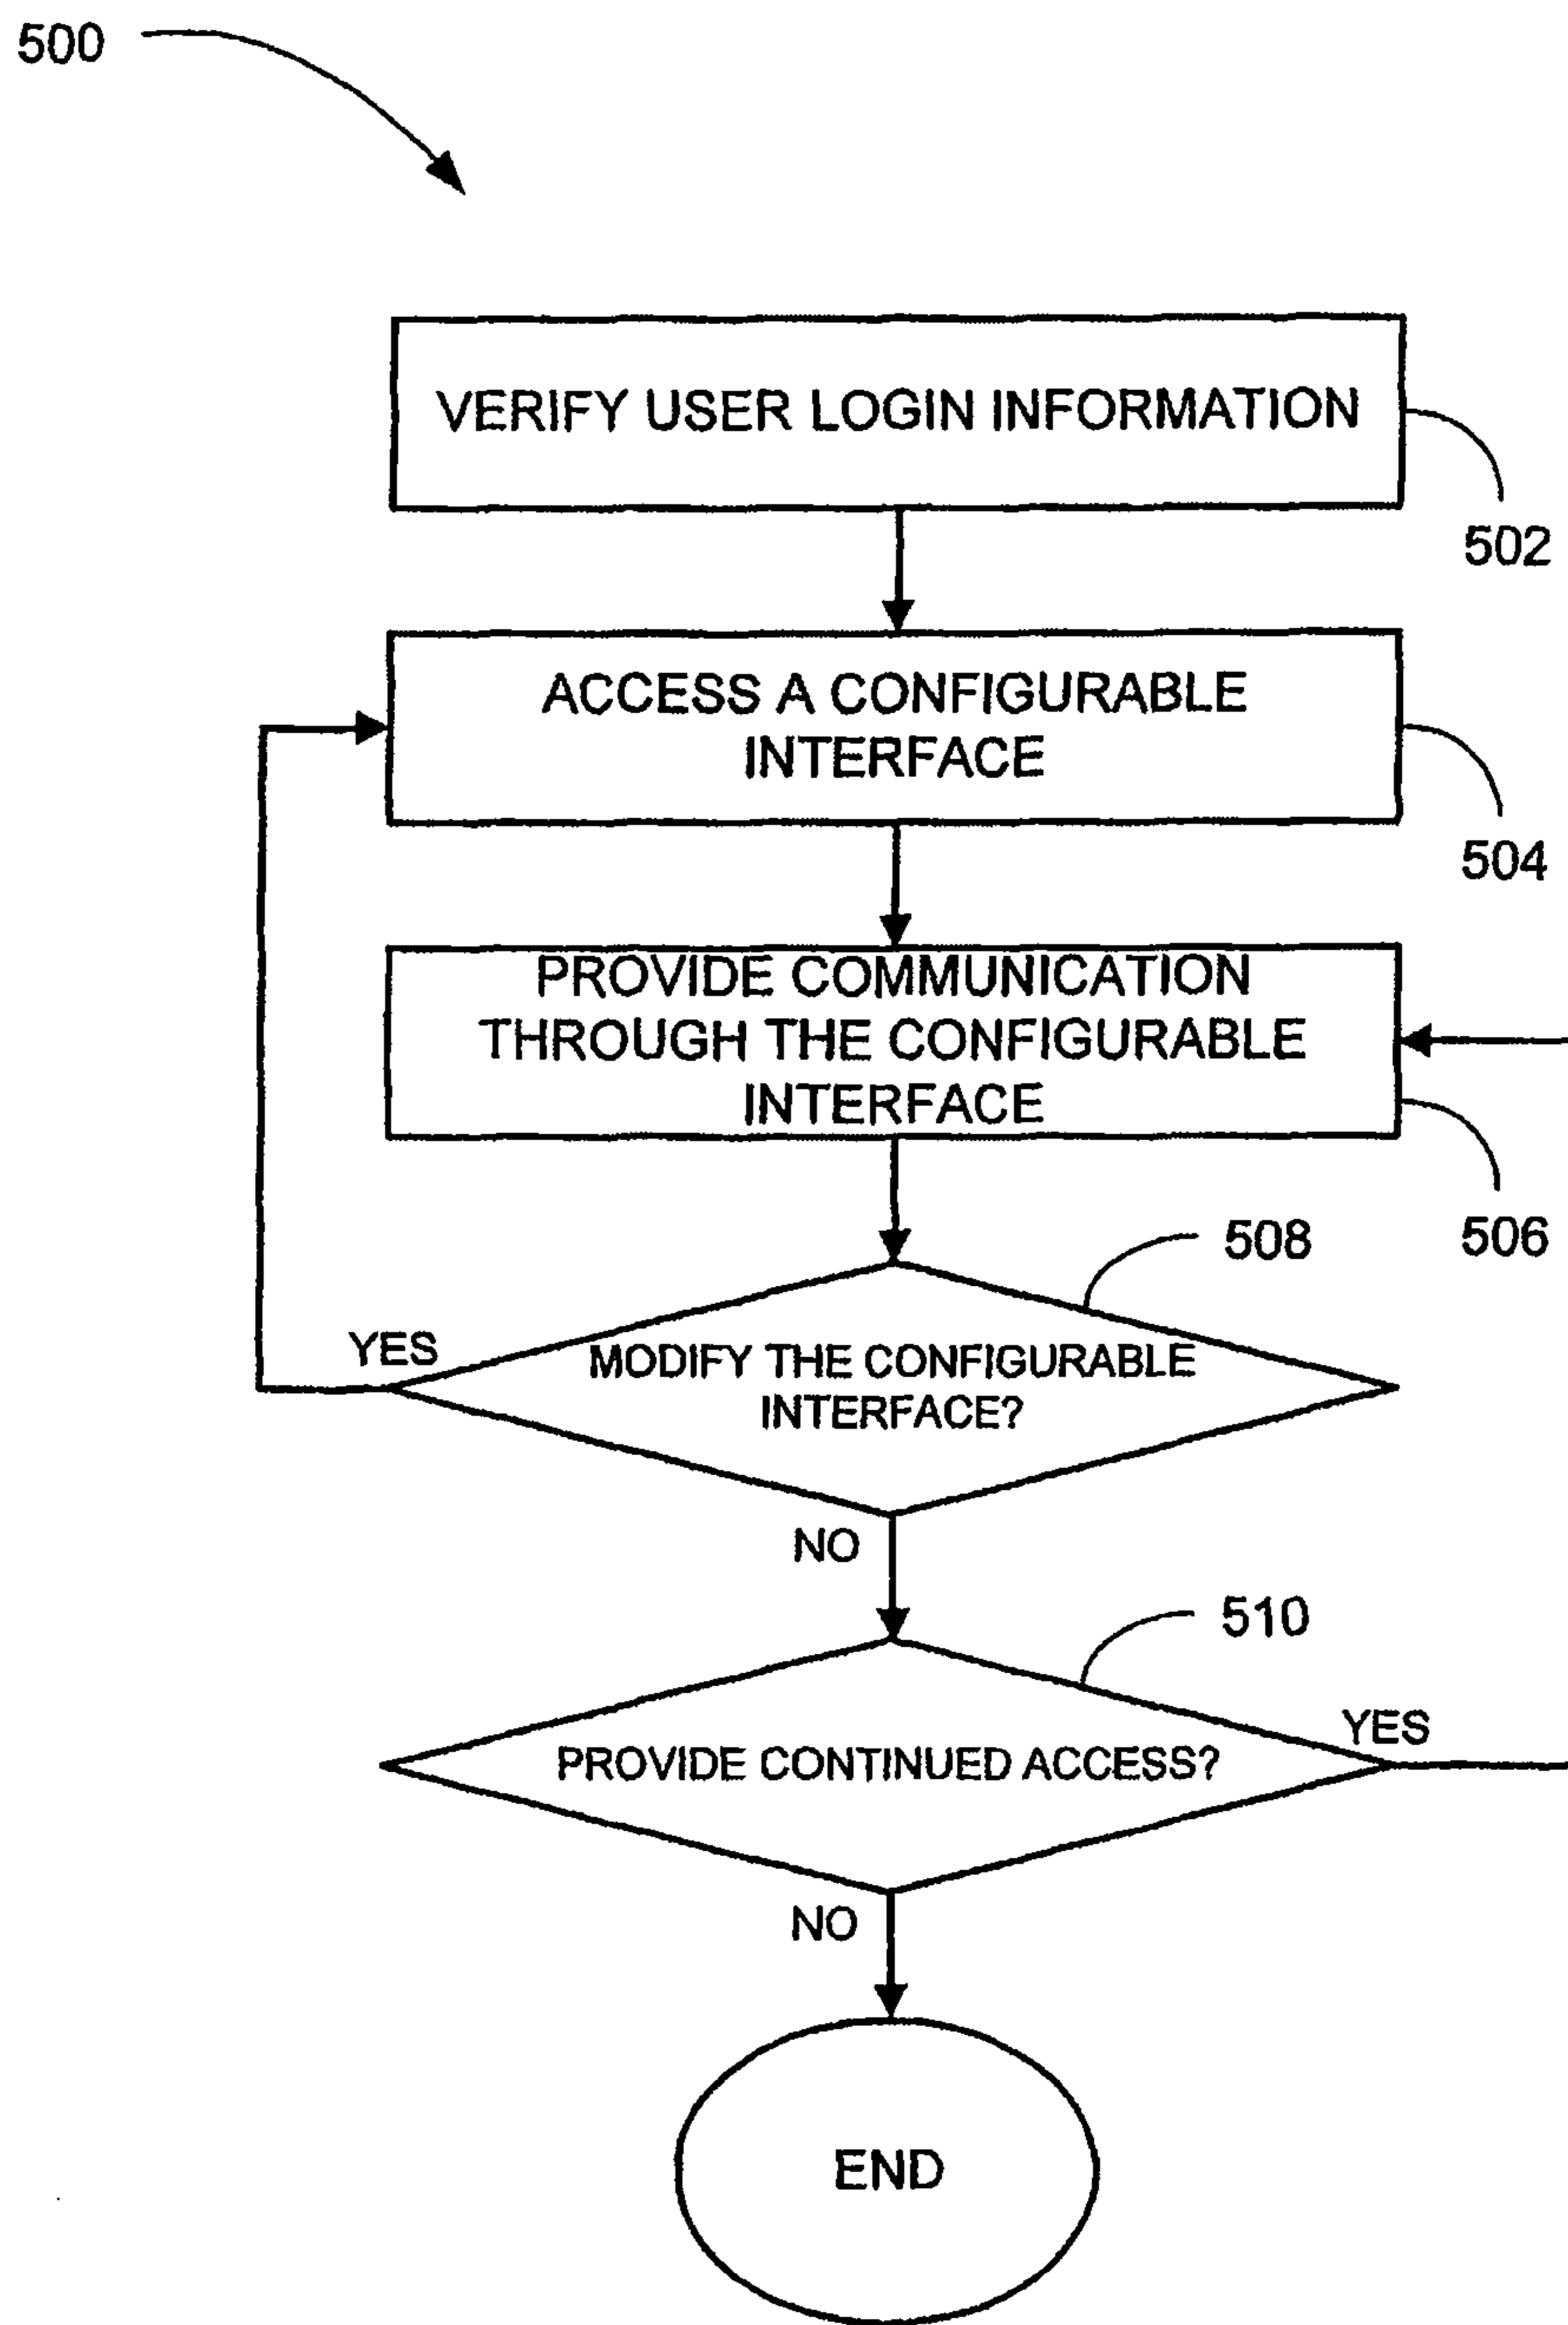 500
VERIFY USER LOGIN INFORMATION
502
ACCESS A CONFIGURABLE
INTERFACE
504
PROVIDE COMMUNICATION
THROUGH THE CONFIGURABLE
INTERFACE
506
508
YES
MODIFY THE CONFIGURABLE
INTERFACE?
NO
510
YES
PROVIDE CONTINUED ACCESS?
NO
END